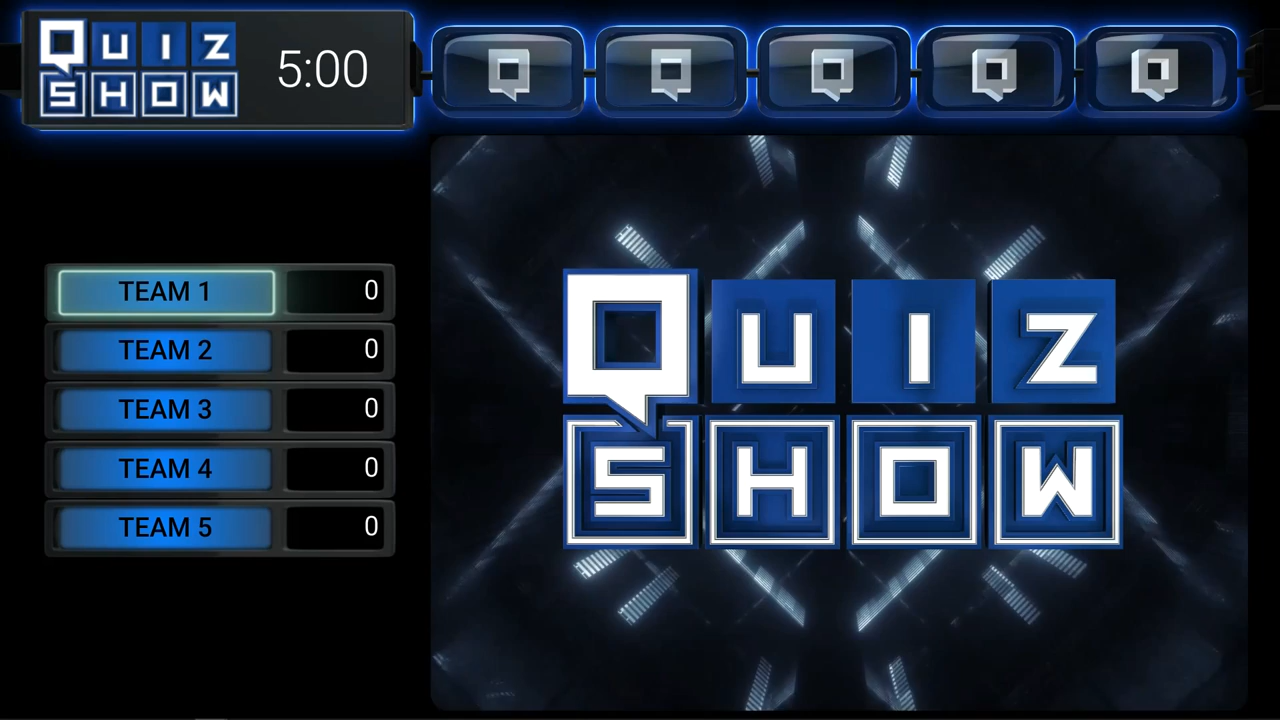 QUIZ
SHOW
5:00
Q
Q
Q
Q
Q
TEAM 1 0
TEAM 2 0
TEAM 3 0
TEAM 4 0
TEAM 5 0
QUIZ
SHOW